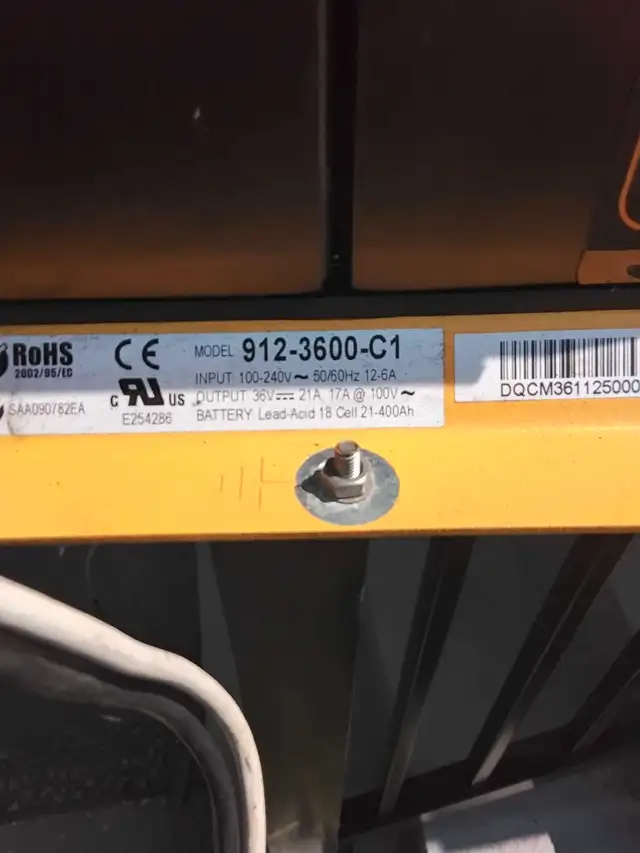 RoHS
2002/95/EC
SAA090782EA
CE
C UR US
E254286
MODEL 912-3600-C1
INPUT 100-240V~ 50/60Hz 12-6A
OUTPUT 36V⎓ 21A, 17A @ 100V~
BATTERY Lead-Acid 18 Cell 21-400Ah
DQCM361125000